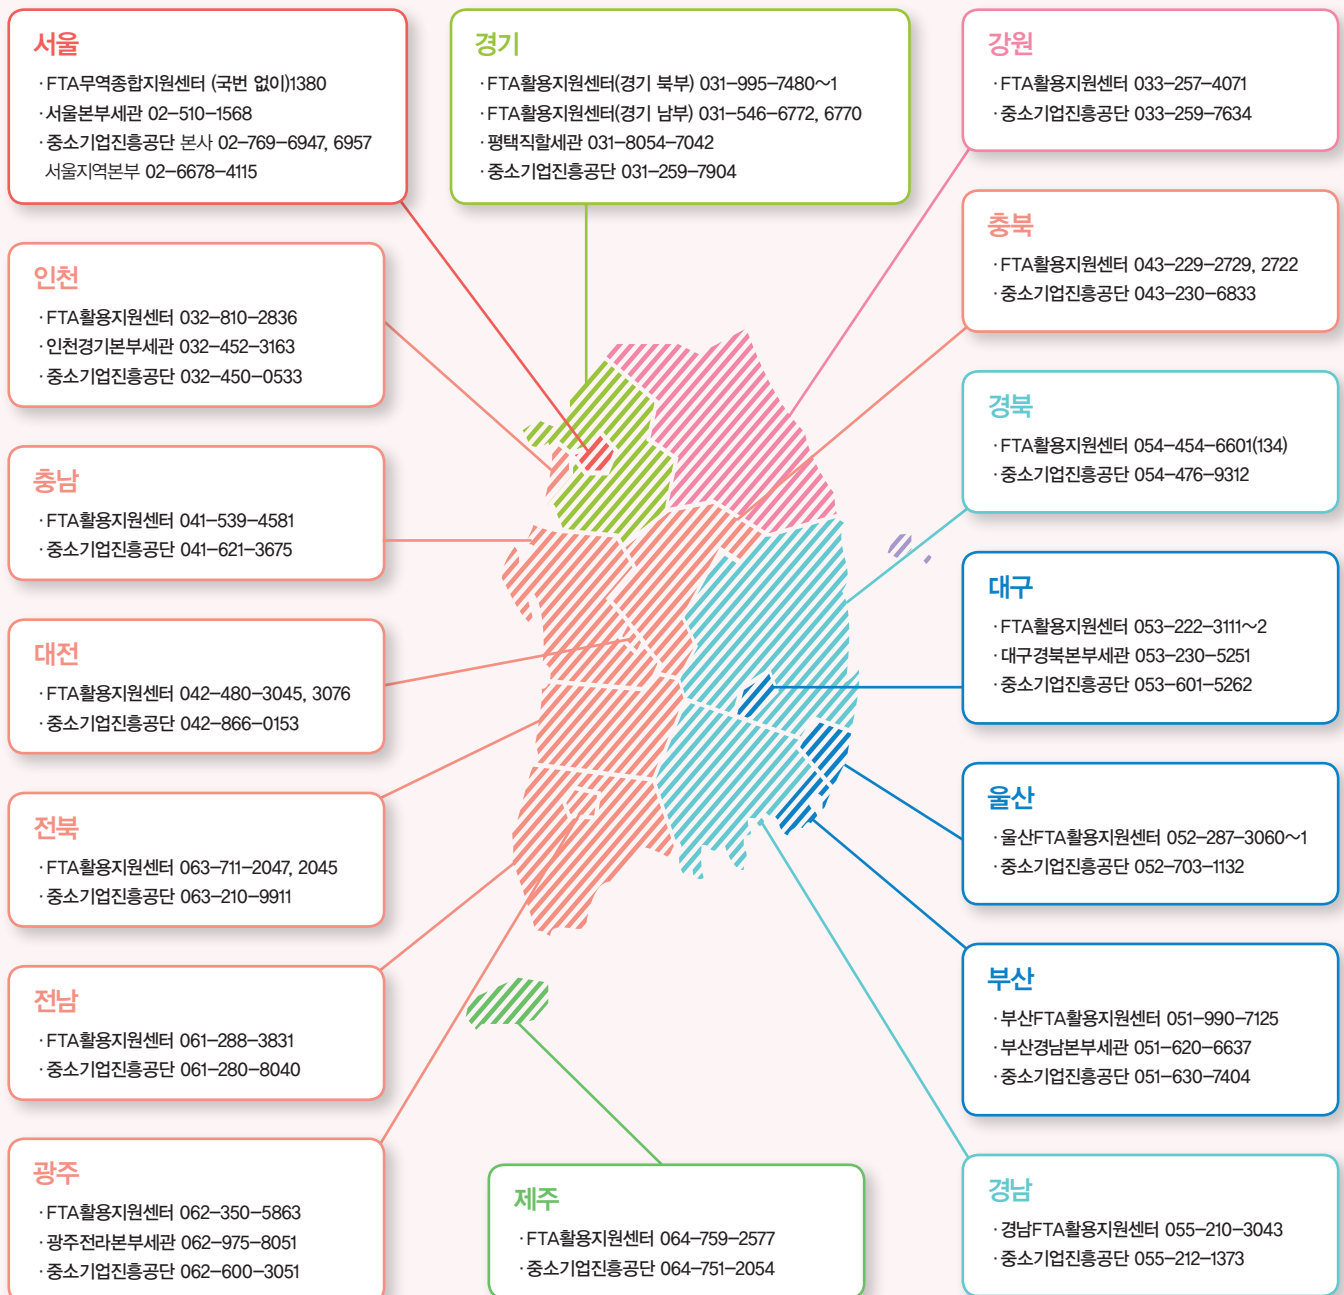 서울
·FTA무역종합지원센터 (국번 없이)1380
·서울본부세관 02–510–1568
·중소기업진흥공단 본사 02–769–6947, 6957
서울지역본부 02–6678–4115
경기
·FTA활용지원센터(경기 북부) 031–995–7480~1
·FTA활용지원센터(경기 남부) 031–546–6772, 6770
·평택직할세관 031–8054–7042
·중소기업진흥공단 031–259–7904
강원
·FTA활용지원센터 033–257–4071
·중소기업진흥공단 033–259–7634
인천
·FTA활용지원센터 032–810–2836
·인천경기본부세관 032–452–3163
·중소기업진흥공단 032–450–0533
충북
·FTA활용지원센터 043–229–2729, 2722
·중소기업진흥공단 043–230–6833
충남
·FTA활용지원센터 041–539–4581
·중소기업진흥공단 041–621–3675
경북
·FTA활용지원센터 054–454–6601(134)
·중소기업진흥공단 054–476–9312
대전
·FTA활용지원센터 042–480–3045, 3076
·중소기업진흥공단 042–866–0153
대구
·FTA활용지원센터 053–222–3111~2
·대구경북본부세관 053–230–5251
·중소기업진흥공단 053–601–5262
전북
·FTA활용지원센터 063–711–2047, 2045
·중소기업진흥공단 063–210–9911
울산
·울산FTA활용지원센터 052–287–3060~1
·중소기업진흥공단 052–703–1132
전남
·FTA활용지원센터 061–288–3831
·중소기업진흥공단 061–280–8040
부산
·부산FTA활용지원센터 051–990–7125
·부산경남본부세관 051–620–6637
·중소기업진흥공단 051–630–7404
광주
·FTA활용지원센터 062–350–5863
·광주전라본부세관 062–975–8051
·중소기업진흥공단 062–600–3051
제주
·FTA활용지원센터 064–759–2577
·중소기업진흥공단 064–751–2054
경남
·경남FTA활용지원센터 055–210–3043
·중소기업진흥공단 055–212–1373